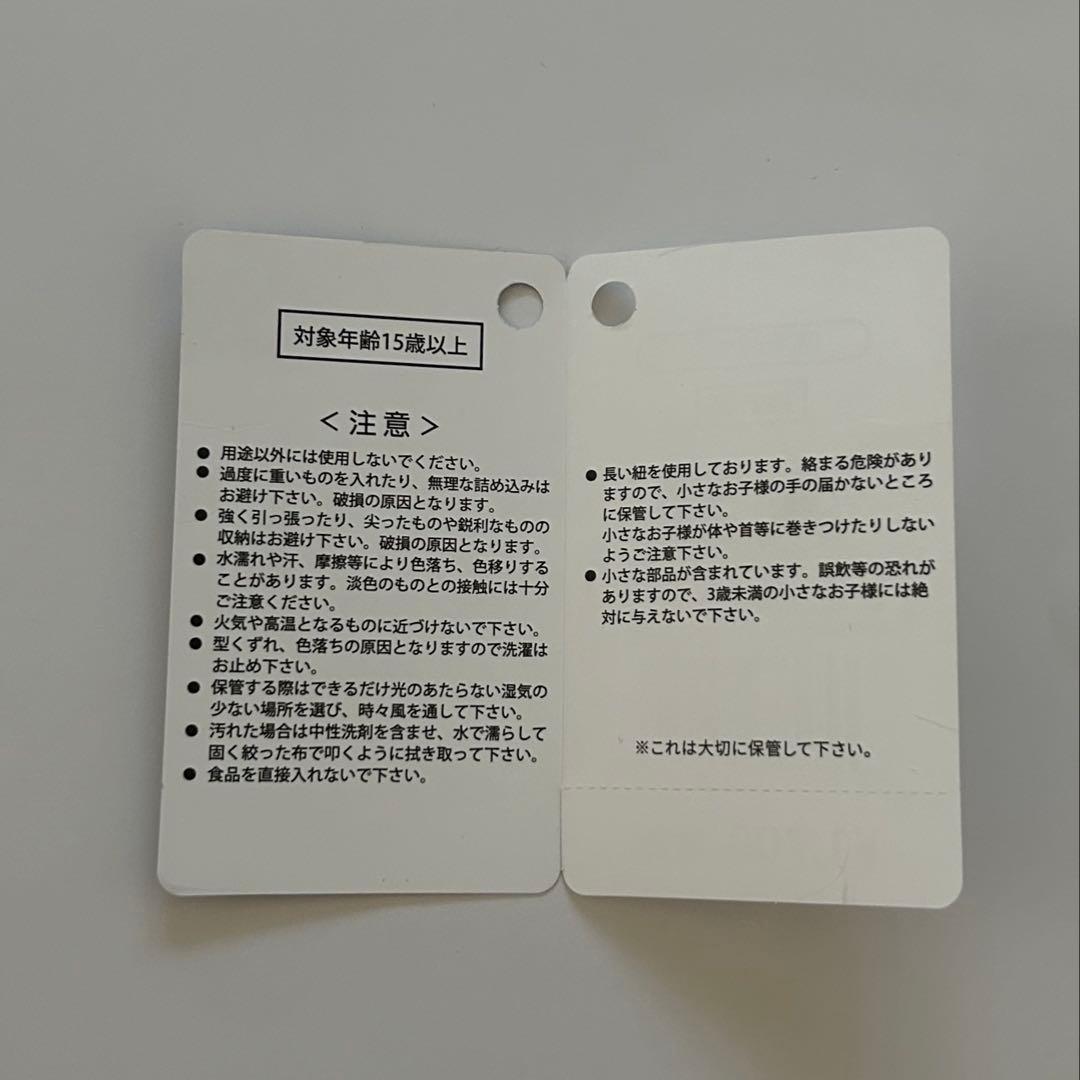 対象年齢15歳以上
＜注意＞
● 用途以外には使用しないでください。
● 過度に重いものを入れたり、無理な詰め込みは
お避け下さい。破損の原因となります。
● 強く引っ張ったり、尖ったものや鋭利なものの
収納はお避け下さい。破損の原因となります。
● 水濡れや汗、摩擦等により色落ち、色移りする
ことがあります。淡色のものとの接触には十分
ご注意ください。
● 火気や高温となるものに近づけないで下さい。
● 型くずれ、色落ちの原因となりますので洗濯は
お止め下さい。
● 保管する際はできるだけ光のあたらない湿気の
少ない場所を選び、時々風を通して下さい。
● 汚れた場合は中性洗剤を含ませ、水で濡らして
固く絞った布で叩くように拭き取って下さい。
● 食品を直接入れないで下さい。
● 長い紐を使用しております。絡まる危険があり
ますので、小さなお子様の手の届かないところ
に保管して下さい。
小さなお子様が体や首等に巻きつけたりしない
ようご注意下さい。
● 小さな部品が含まれています。誤飲等の恐れが
ありますので、3歳未満の小さなお子様には絶
対に与えないで下さい。
※これは大切に保管して下さい。